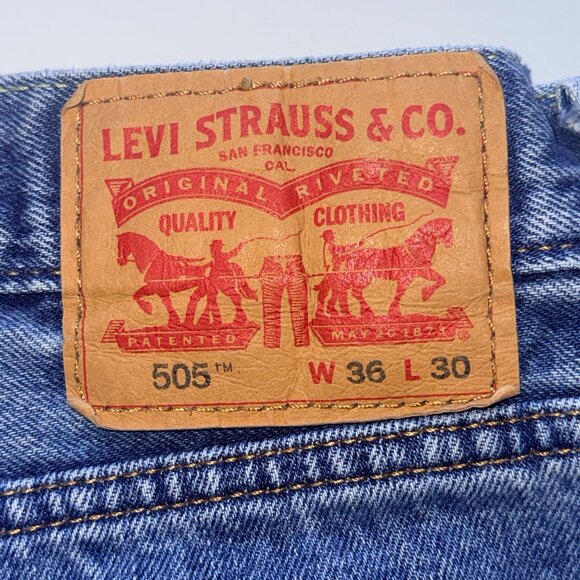 LEVI STRAUSS & CO.
SAN FRANCISCO
CAL.
ORIGINAL RIVETED
QUALITY CLOTHING
PATENTED MAY 20 1873 ®
505™ W 36 L 30